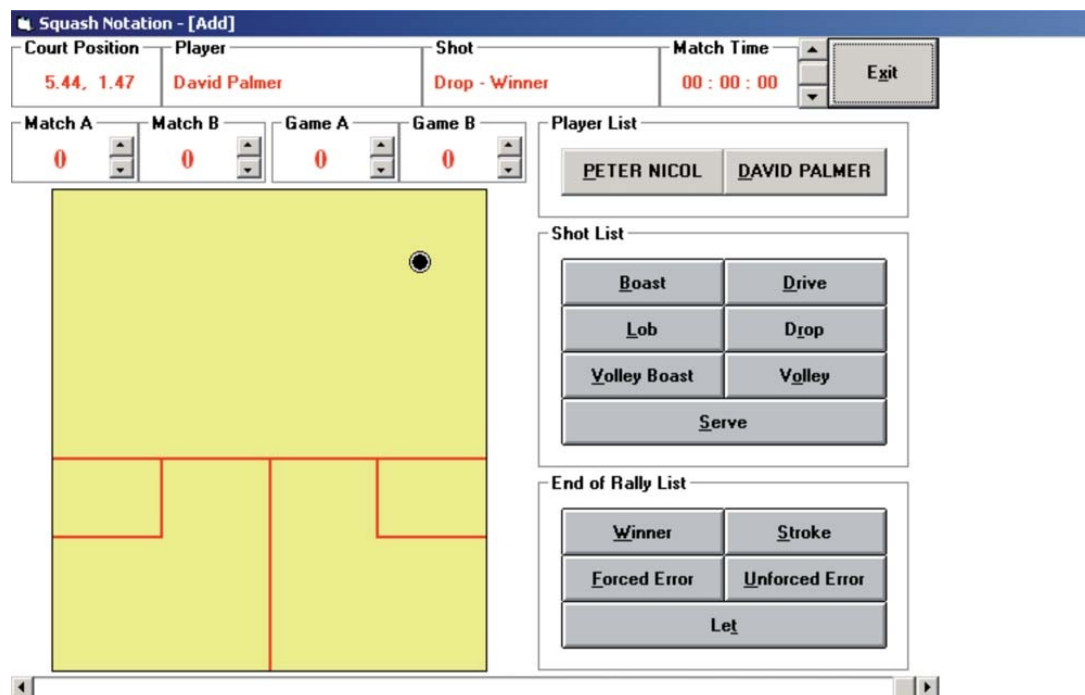 Squash Notation - [Add]
Court Position Player Shot Match Time
5.44, 1.47 David Palmer Drop - Winner 00 : 00 : 00 Exit
Match A Match B Game A Game B Player List
0 0 0 0
PETER NICOL DAVID PALMER
Shot List
Boast Drive
Lob Drop
Volley Boast Volley
Serve
End of Rally List
Winner Stroke
Forced Error Unforced Error
Let